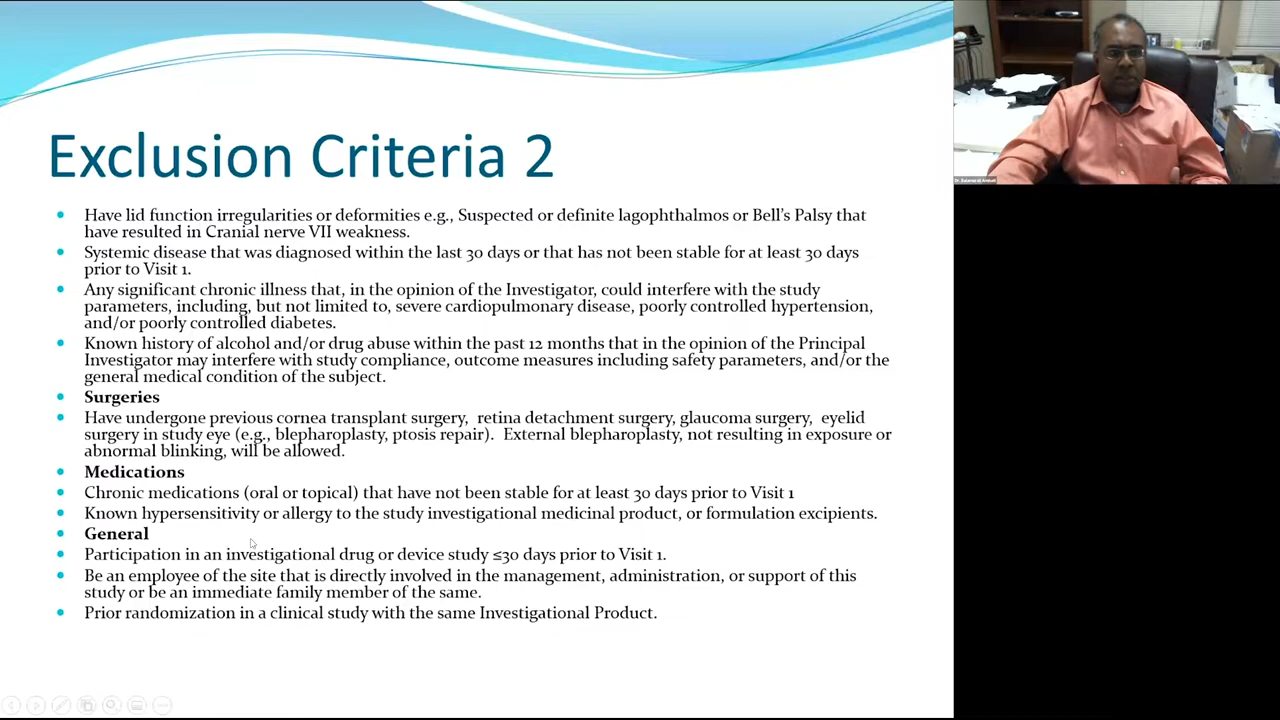 Exclusion Criteria 2
Have lid function irregularities or deformities e.g., Suspected or definite lagophthalmos or Bell's Palsy that
have resulted in Cranial nerve VII weakness.
Systemic disease that was diagnosed within the last 30 days or that has not been stable for at least 30 days
prior to Visit 1.
Any significant chronic illness that, in the opinion of the Investigator, could interfere with the study
parameters, including, but not limited to, severe cardiopulmonary disease, poorly controlled hypertension,
and/or poorly controlled diabetes.
Known history of alcohol and/or drug abuse within the past 12 months that in the opinion of the Principal
Investigator may interfere with study compliance, outcome measures including safety parameters, and/or the
general medical condition of the subject.
Surgeries
Have undergone previous cornea transplant surgery, retina detachment surgery, glaucoma surgery, eyelid
surgery in study eye (e.g., blepharoplasty, ptosis repair). External blepharoplasty, not resulting in exposure or
abnormal blinking, will be allowed.
Medications
Chronic medications (oral or topical) that have not been stable for at least 30 days prior to Visit 1
Known hypersensitivity or allergy to the study investigational medicinal product, or formulation excipients.
General
Participation in an investigational drug or device study ≤30 days prior to Visit 1.
Be an employee of the site that is directly involved in the management, administration, or support of this
study or be an immediate family member of the same.
Prior randomization in a clinical study with the same Investigational Product.